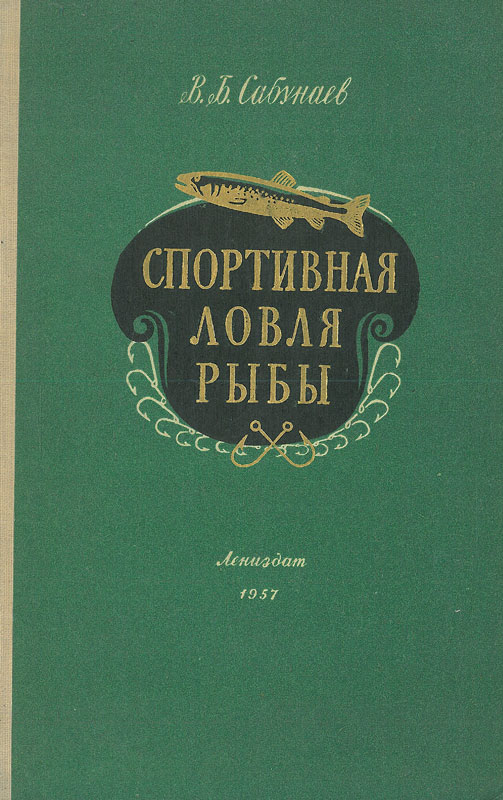 В. Б. Сабунаев
СПОРТИВНАЯ
ЛОВЛЯ
РЫБЫ
Лениздат
1957